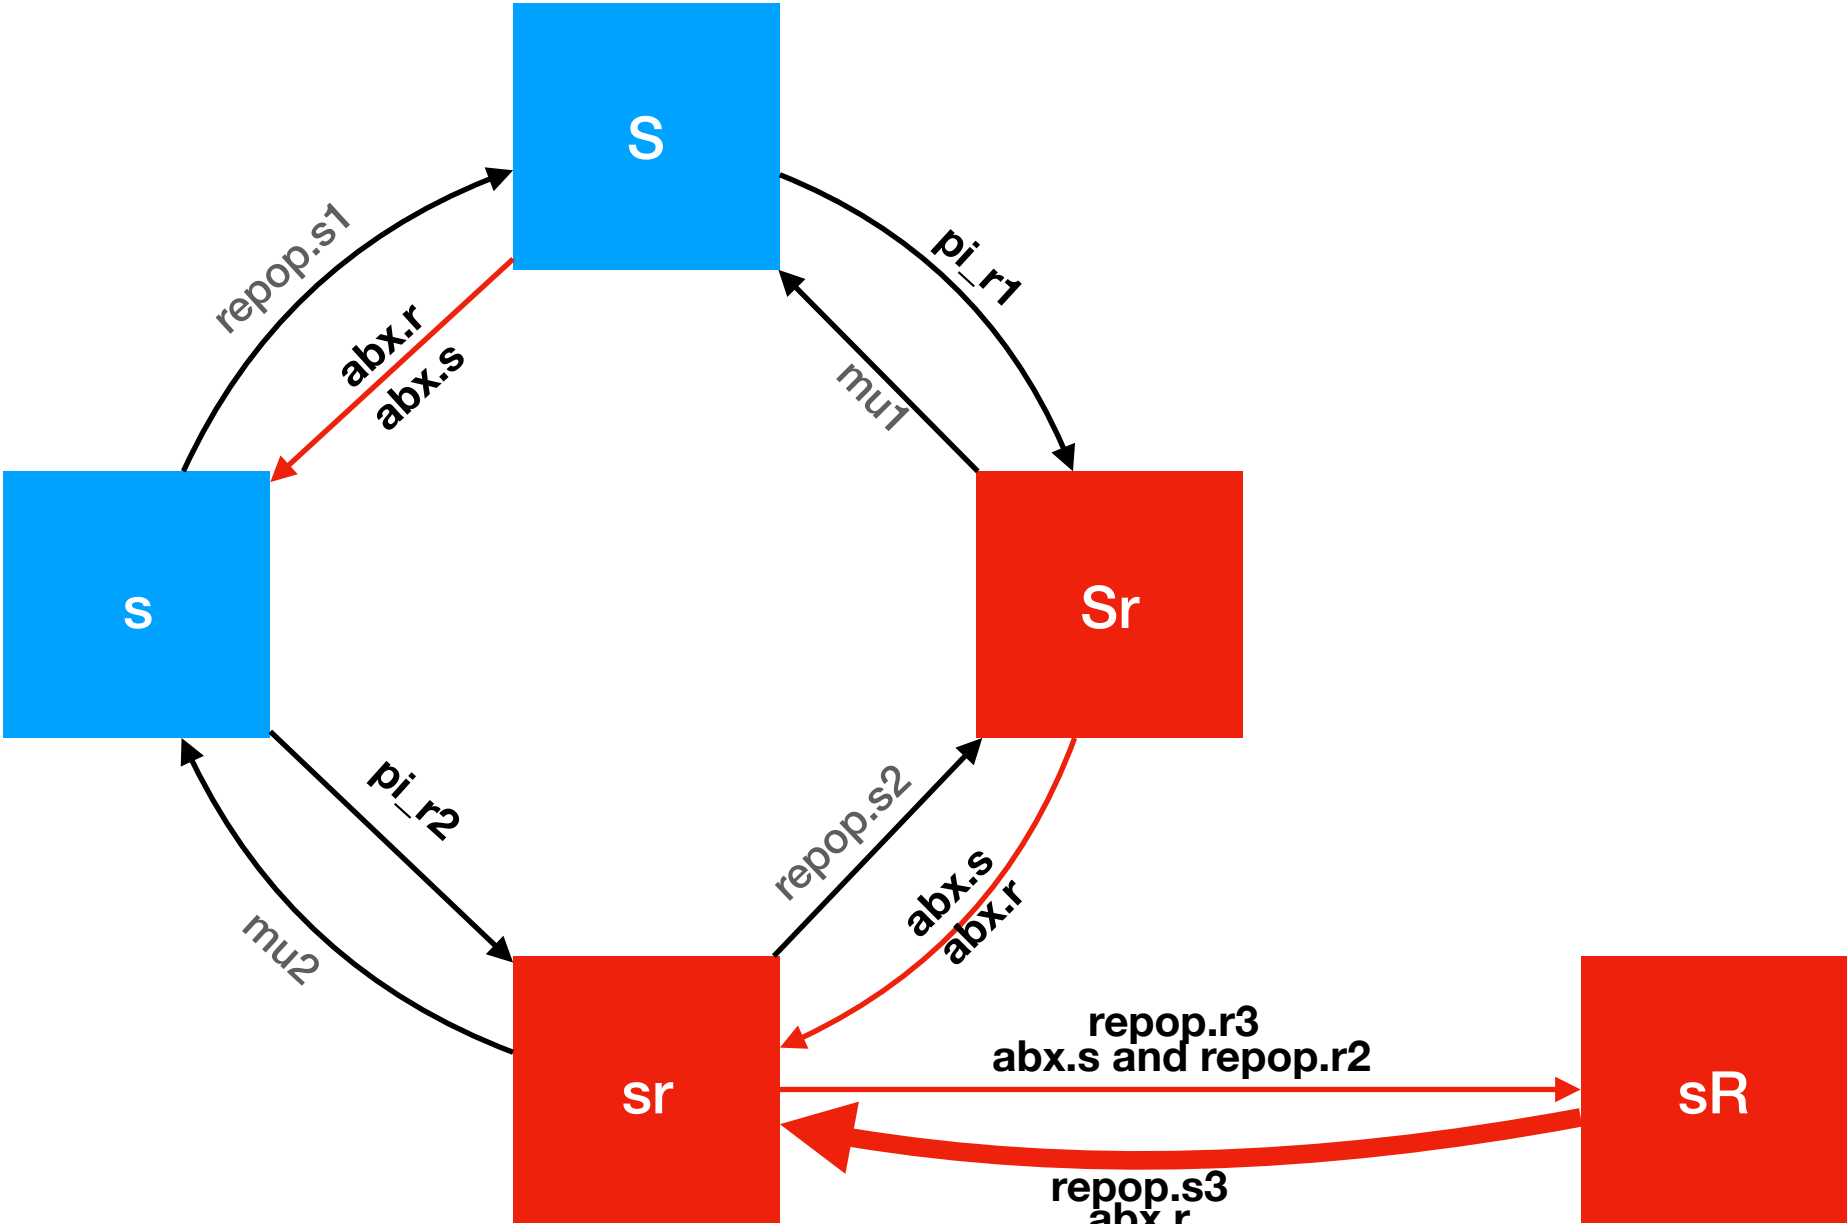 S
repop.s1
pi_r1
abx.r
abx.s
mu1
s
Sr
pi_r2
repop.s2
abx.s
abx.r
mu2
repop.r3
abx.s and repop.r2
sr
sR
repop.s3
abx.r